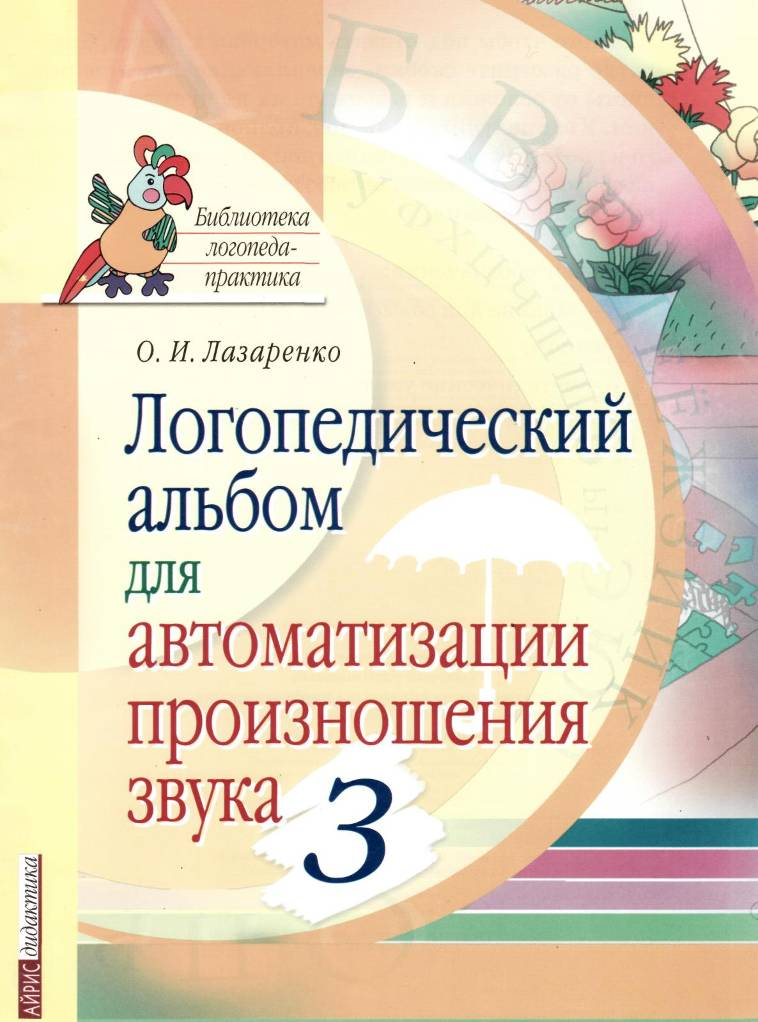 А Б В Г Д Е Ё Ж З И Й К
У Ф Х Ц Ч Ш Щ
Библиотека
логопеда-
практика
О. И. Лазаренко
Логопедический
альбом
для
автоматизации
произношения
звука З
АЙРИС дидактика